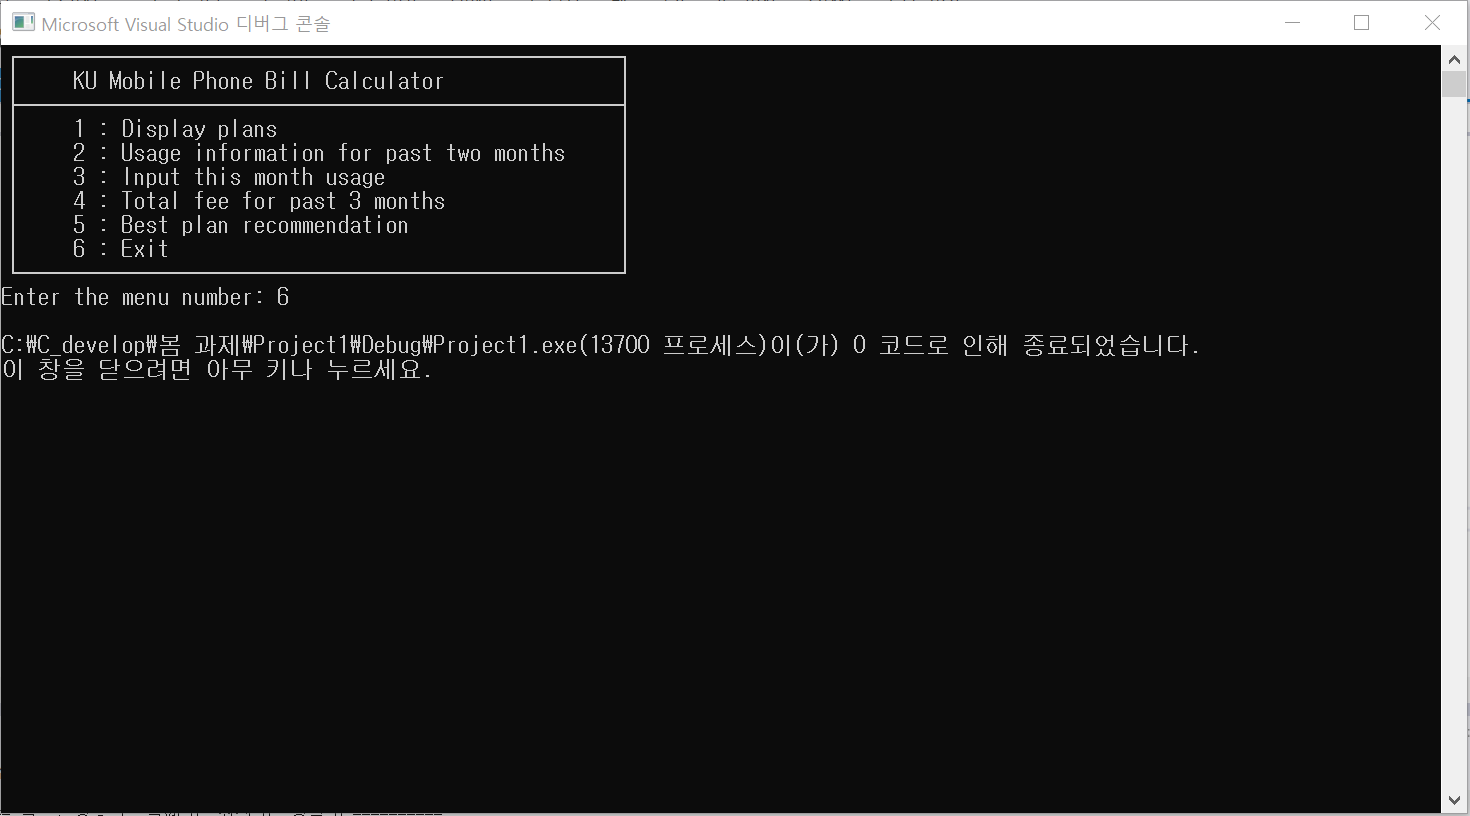 Microsoft Visual Studio 디버그 콘솔
KU Mobile Phone Bill Calculator
1 : Display plans
2 : Usage information for past two months
3 : Input this month usage
4 : Total fee for past 3 months
5 : Best plan recommendation
6 : Exit
Enter the menu number: 6
C:₩C_develop₩봄 과제₩Project1₩Debug₩Project1.exe(13700 프로세스)이(가) 0 코드로 인해 종료되었습니다.
이 창을 닫으려면 아무 키나 누르세요.